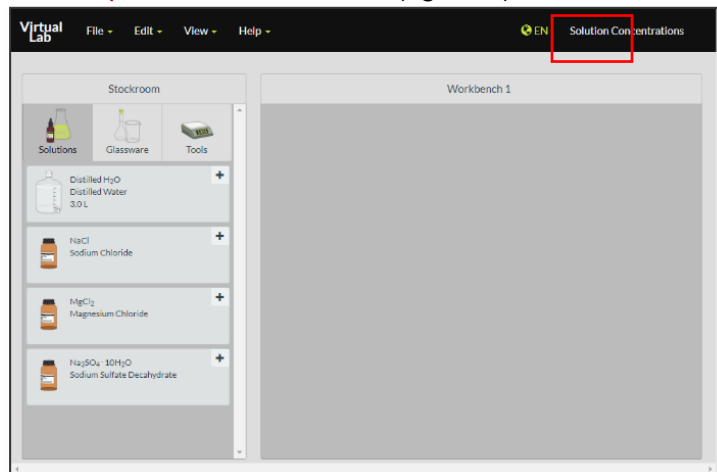 Virtual Lab File Edit View Help EN Solution Concentrations
Stockroom
Workbench 1
Solutions Glassware Tools
Distilled H₂O
Distilled Water
3.0 L
NaCl
Sodium Chloride
MgCl₂
Magnesium Chloride
Na₂SO₄·10H₂O
Sodium Sulfate Decahydrate